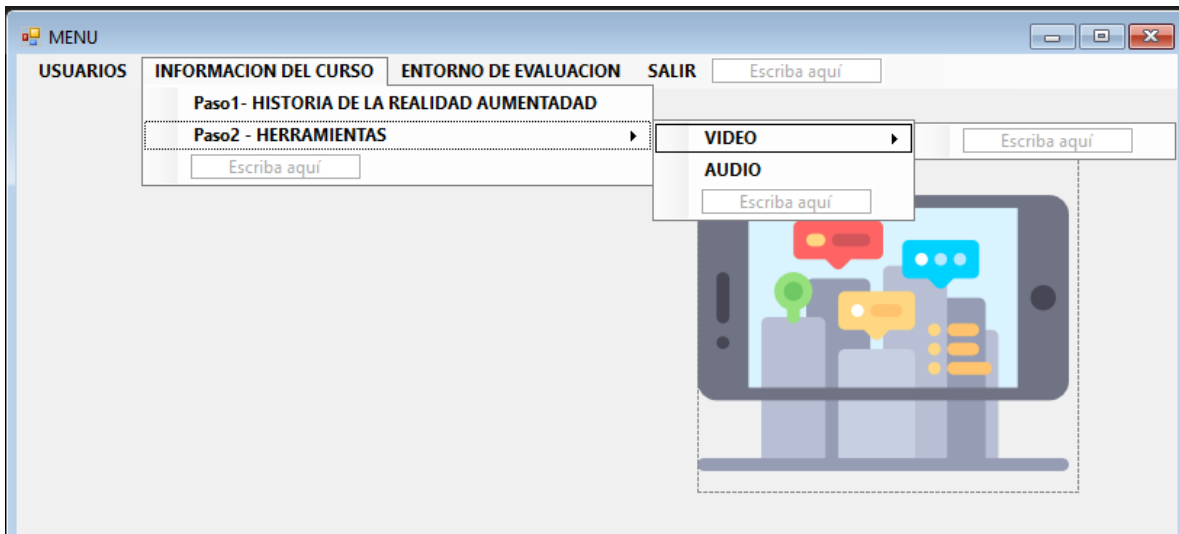 MENU
USUARIOS INFORMACION DEL CURSO ENTORNO DE EVALUACION SALIR Escriba aquí
Paso1- HISTORIA DE LA REALIDAD AUMENTADAD
Paso2 - HERRAMIENTAS VIDEO Escriba aquí
Escriba aquí AUDIO
Escriba aquí